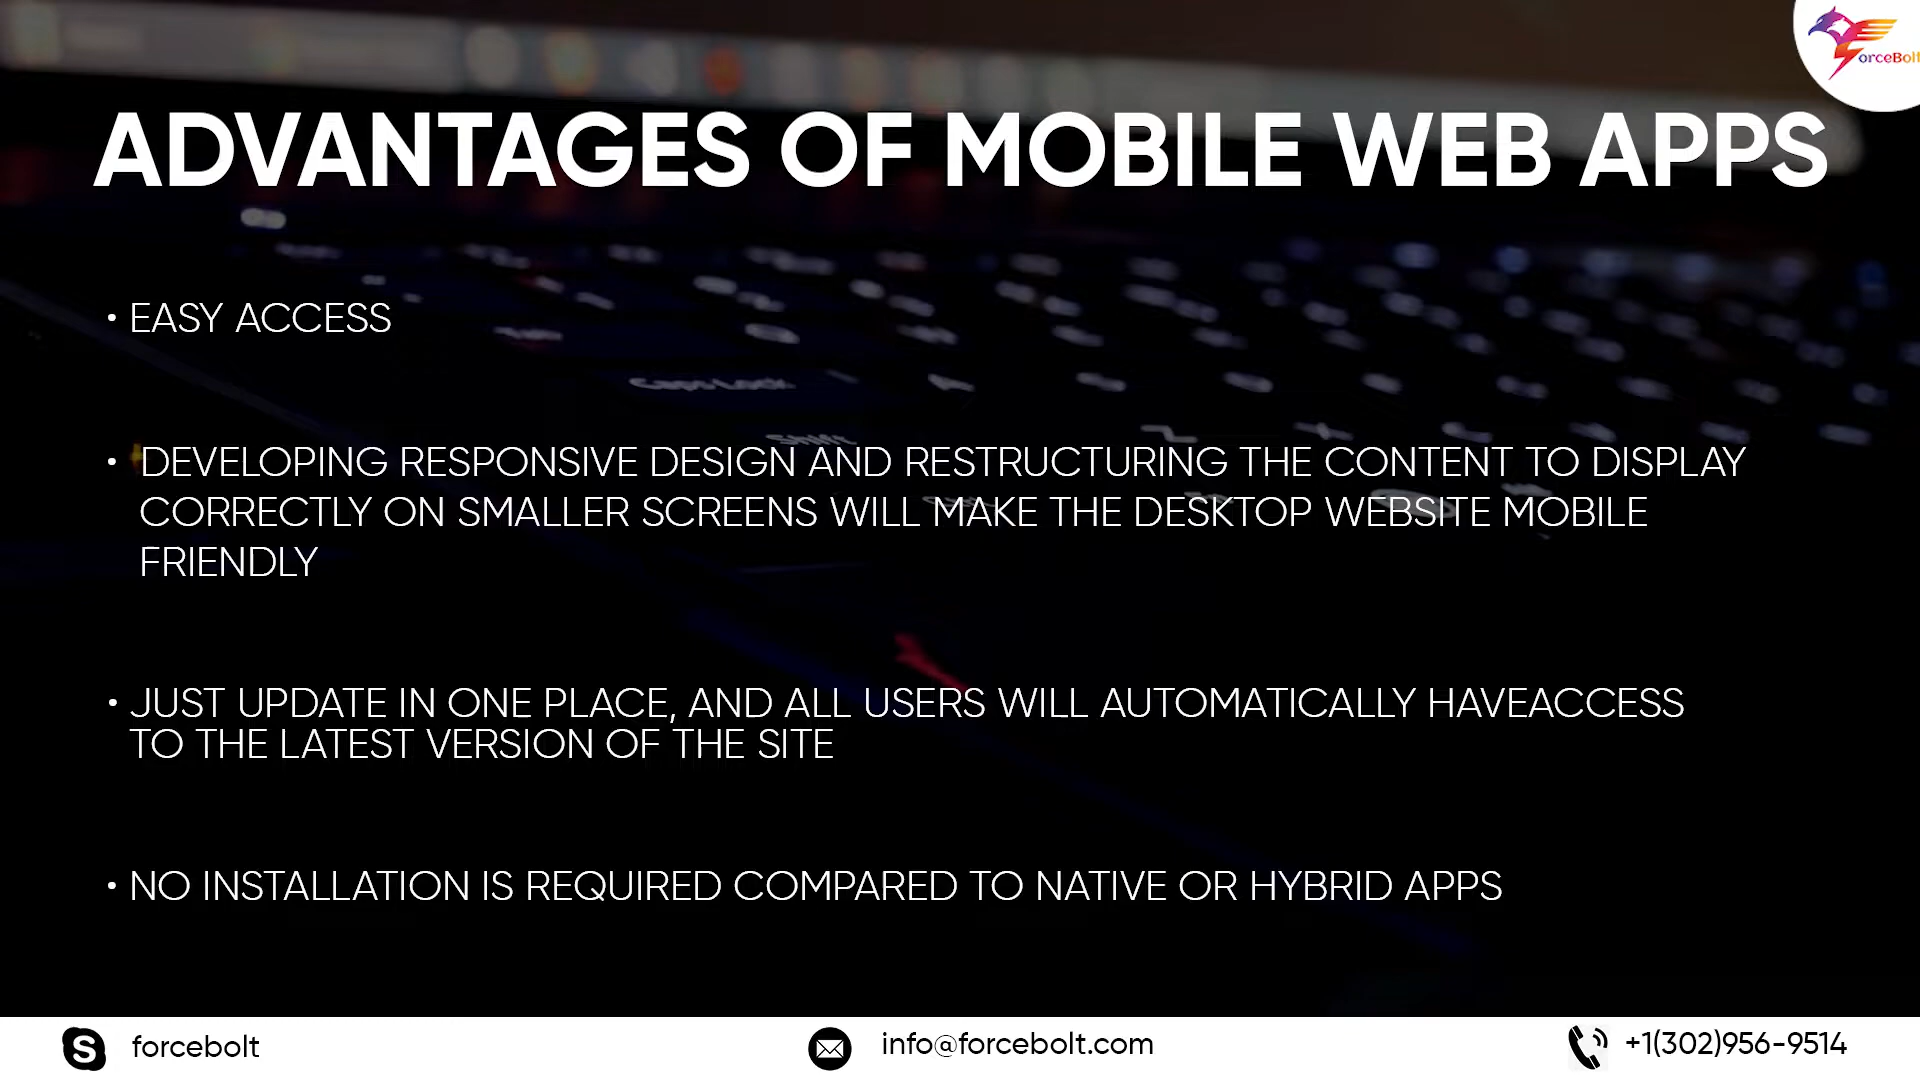 orceBolt
ADVANTAGES OF MOBILE WEB APPS
• EASY ACCESS
• DEVELOPING RESPONSIVE DESIGN AND RESTRUCTURING THE CONTENT TO DISPLAY
CORRECTLY ON SMALLER SCREENS WILL MAKE THE DESKTOP WEBSITE MOBILE
FRIENDLY
• JUST UPDATE IN ONE PLACE, AND ALL USERS WILL AUTOMATICALLY HAVEACCESS
TO THE LATEST VERSION OF THE SITE
• NO INSTALLATION IS REQUIRED COMPARED TO NATIVE OR HYBRID APPS
forcebolt
info@forcebolt.com
+1(302)956-9514